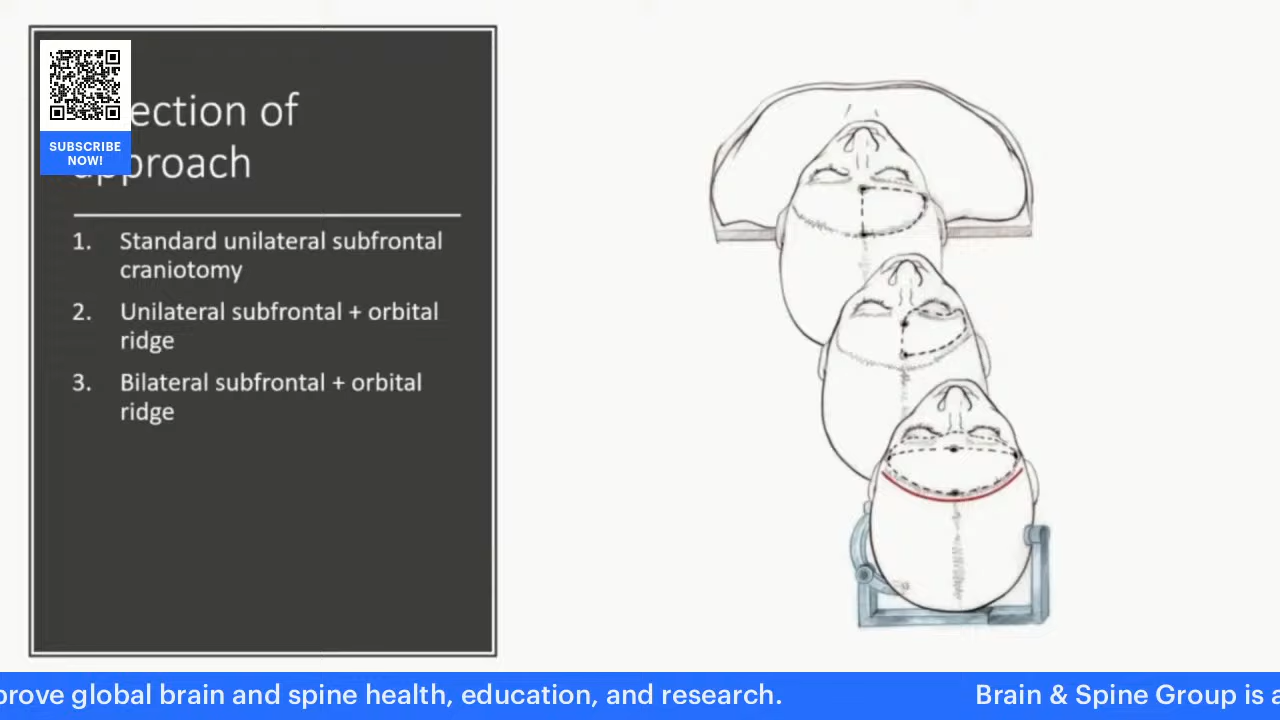 SUBSCRIBE
NOW!
ection of
approach
1. Standard unilateral subfrontal
craniotomy
2. Unilateral subfrontal + orbital
ridge
3. Bilateral subfrontal + orbital
ridge
prove global brain and spine health, education, and research. Brain & Spine Group is a